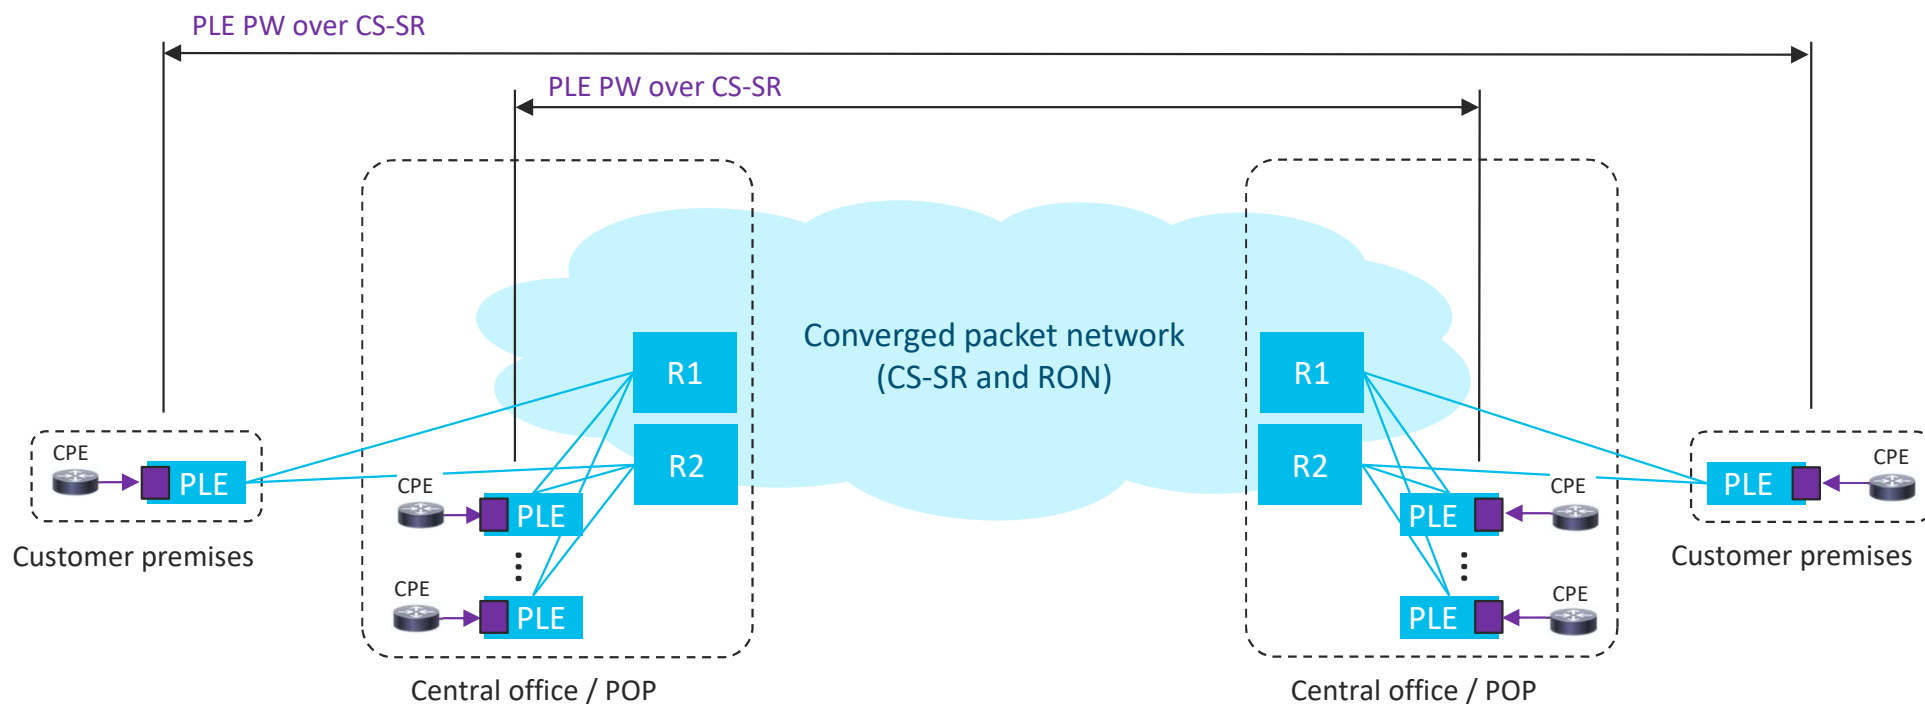 PLE PW over CS-SR
PLE PW over CS-SR
Converged packet network
(CS-SR and RON)
R1
R1
R2
R2
CPE
PLE
CPE
PLE
CPE
PLE
PLE
CPE
PLE
CPE
PLE
CPE
Customer premises
Customer premises
Central office / POP
Central office / POP